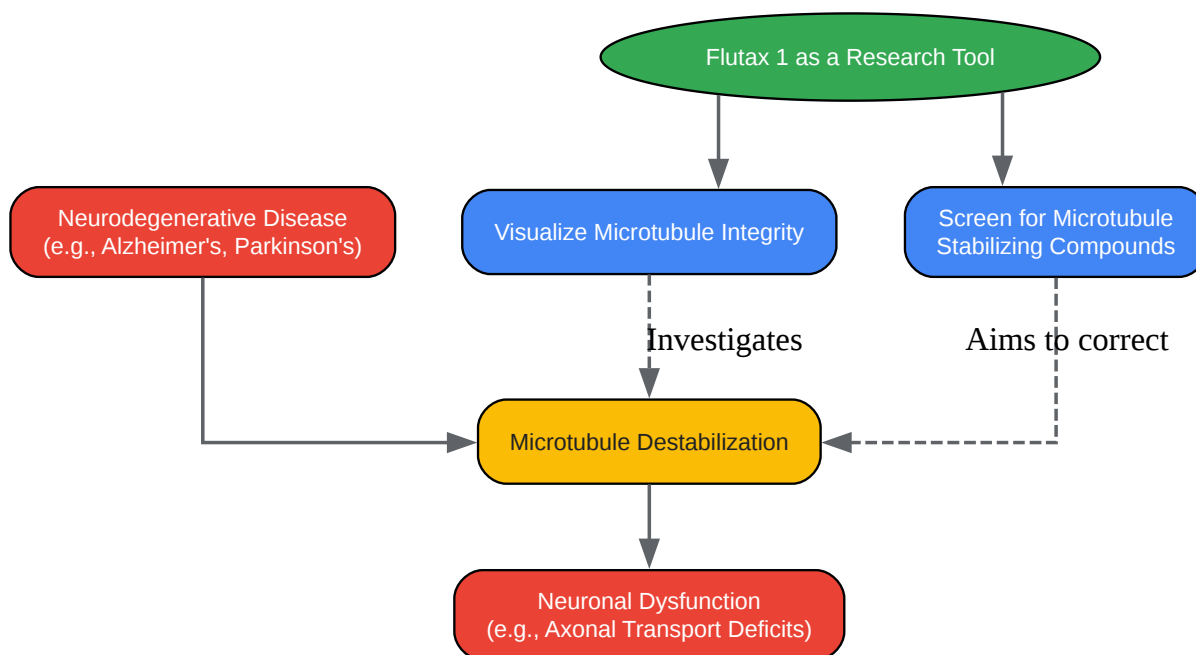 Flutax 1 as a Research Tool
Neurodegenerative Disease
(e.g., Alzheimer's, Parkinson's)
Visualize Microtubule Integrity
Screen for Microtubule
Stabilizing Compounds
Investigates
Aims to correct
Microtubule Destabilization
Neuronal Dysfunction
(e.g., Axonal Transport Deficits)